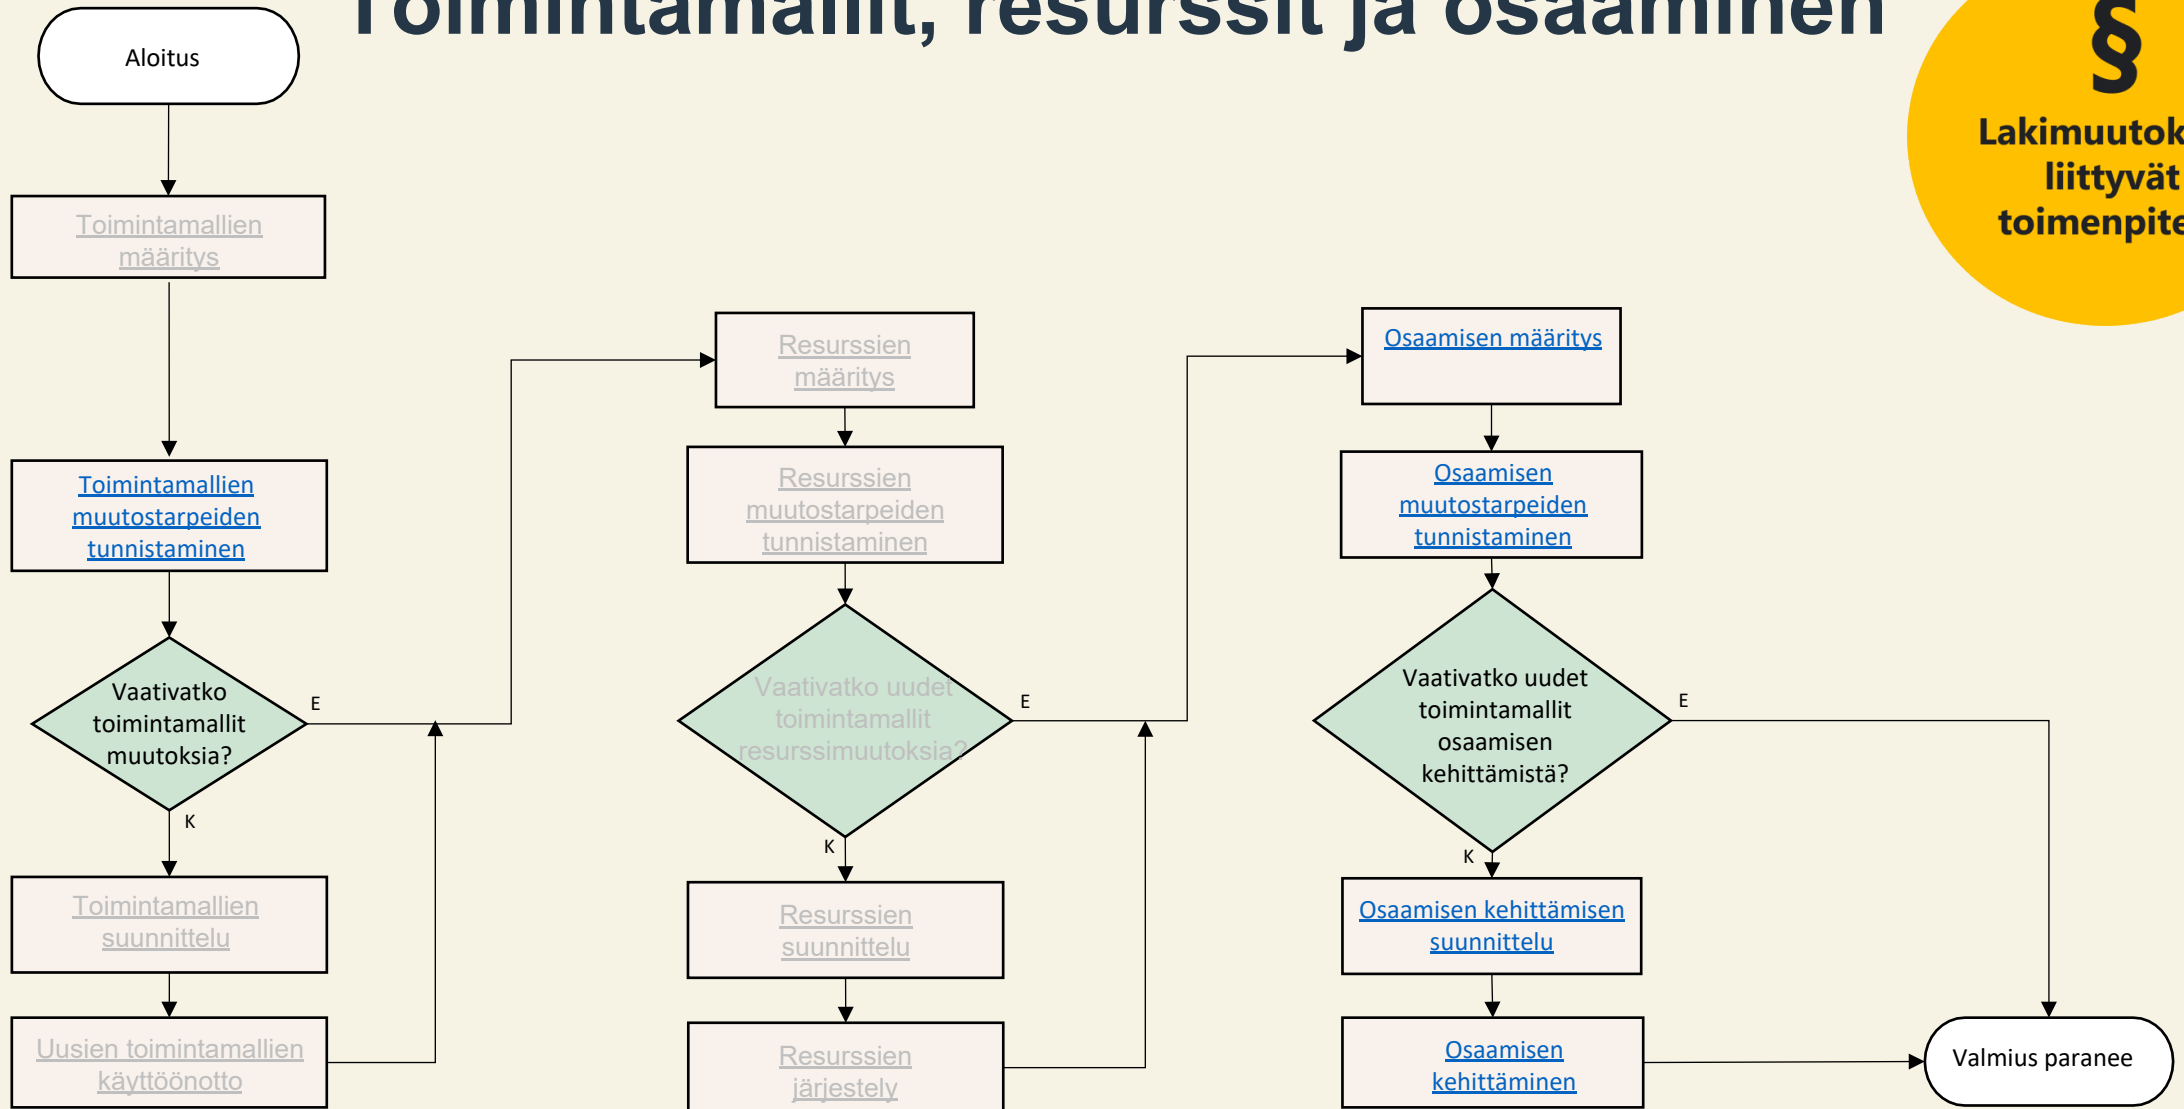 Toimintamallit, resurssit ja osaaminen
§
liittyvät
Aloitus
Toimintamallien
määritys
Toimintamallien
muutostarpeiden
tunnistaminen
Vaativatko
toimintamallit
muutoksia?
E
K
Toimintamallien
suunnittelu
Uusien toimintamallien
käyttöönotto
Resurssien
määritys
Resurssien
muutostarpeiden
tunnistaminen
Vaativatko uudet
toimintamallit
resurssimuutoksia?
E
K
Resurssien
suunnittelu
Resurssien
järjestely
Osaamisen määritys
Osaamisen
muutostarpeiden
tunnistaminen
Vaativatko uudet
toimintamallit
osaamisen
kehittämistä?
E
K
Osaamisen kehittämisen
suunnittelu
Osaamisen
kehittäminen
Valmius paranee